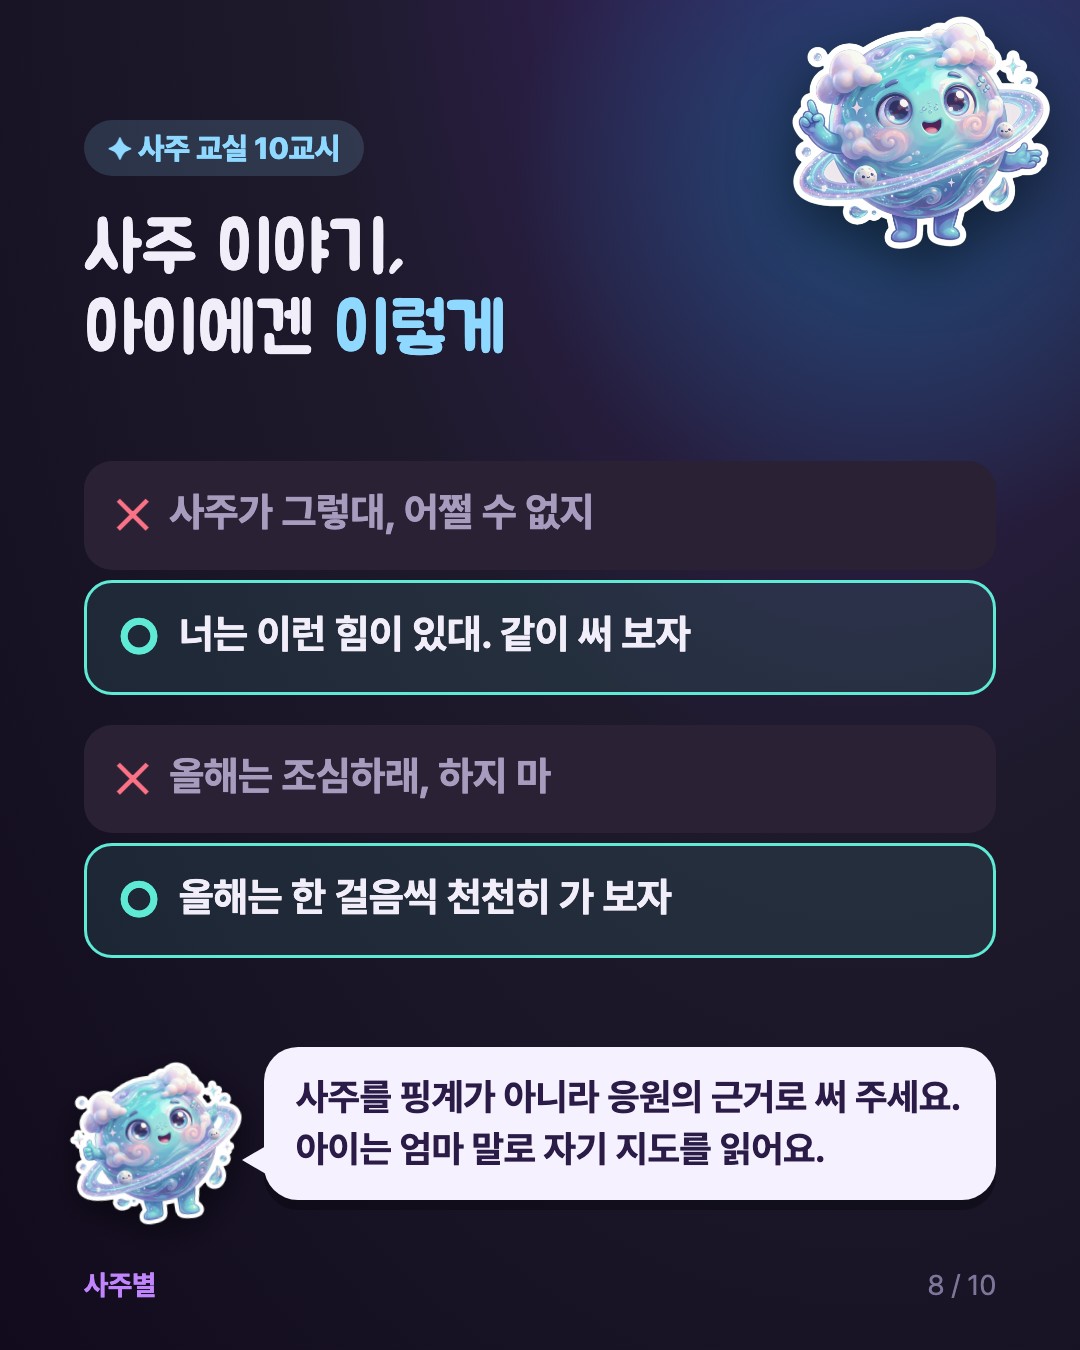 사주 교실 10교시
사주 이야기,
아이에겐 이렇게
사주가 그렇대, 어쩔 수 없지
너는 이런 힘이 있대. 같이 써 보자
올해는 조심하래, 하지 마
올해는 한 걸음씩 천천히 가 보자
사주를 핑계가 아니라 응원의 근거로 써 주세요.
아이는 엄마 말로 자기 지도를 읽어요.
사주별
8 / 10